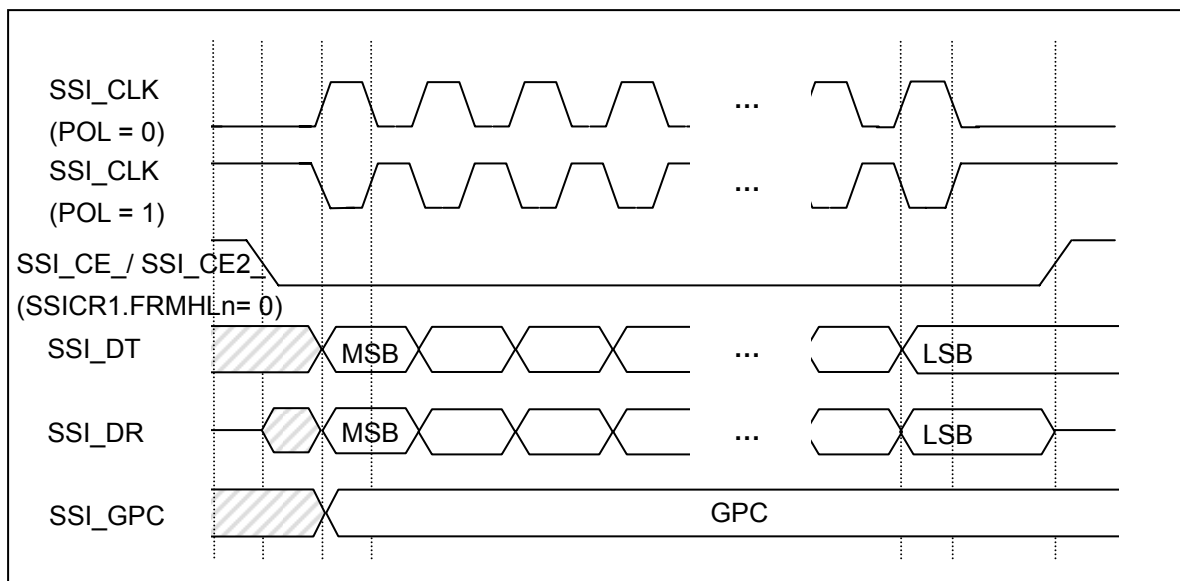 SSI_CLK
(POL = 0)
...
SSI_CLK
(POL = 1)
...
SSI_CE_/ SSI_CE2_
(SSICR1.FRMHLn= 0)
SSI_DT
MSB
...
LSB
SSI_DR
MSB
...
LSB
SSI_GPC
GPC